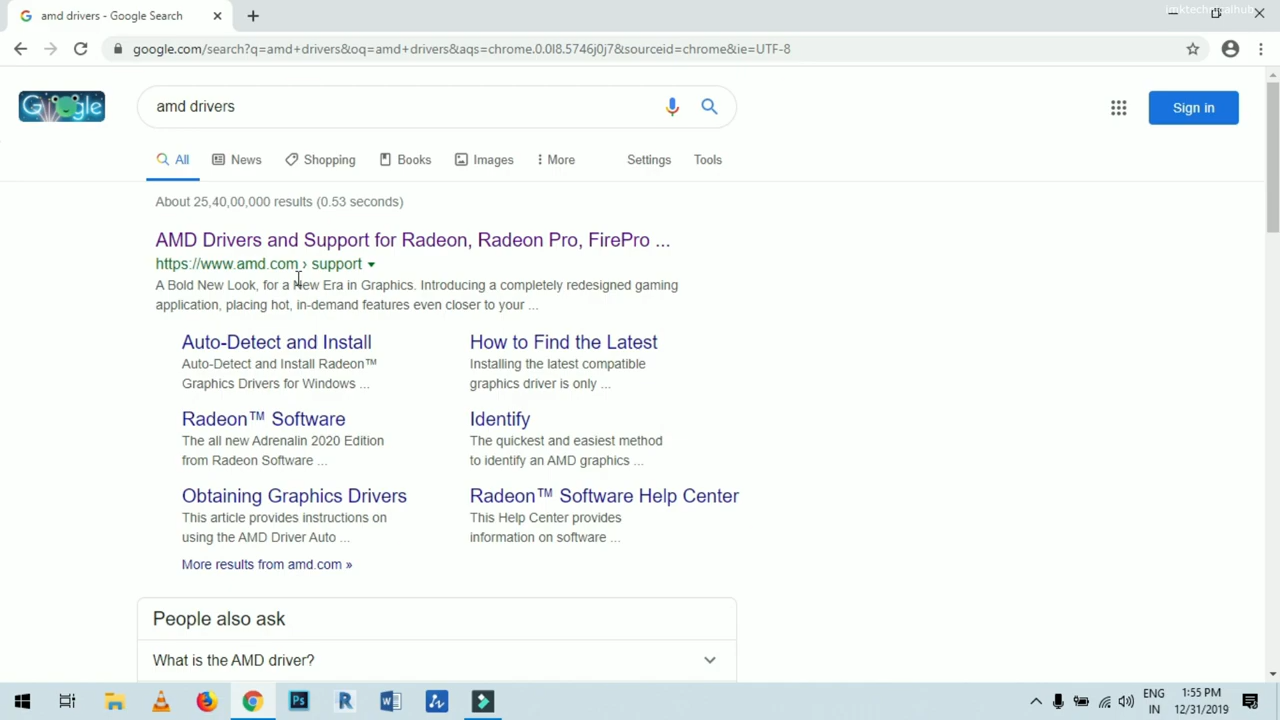 amd drivers - Google Search
jmktechnicalhub
google.com/search?q=amd+drivers&oq=amd+drivers&aqs=chrome.0.0l8.5746j0j7&sourceid=chrome&ie=UTF-8
Google
amd drivers
Sign in
All News Shopping Books Images More Settings Tools
About 25,40,00,000 results (0.53 seconds)
AMD Drivers and Support for Radeon, Radeon Pro, FirePro ...
https://www.amd.com › support
A Bold New Look, for a New Era in Graphics. Introducing a completely redesigned gaming
application, placing hot, in-demand features even closer to your ...
Auto-Detect and Install
Auto-Detect and Install Radeon™
Graphics Drivers for Windows ...
How to Find the Latest
Installing the latest compatible
graphics driver is only ...
Radeon™ Software
The all new Adrenalin 2020 Edition
from Radeon Software ...
Identify
The quickest and easiest method
to identify an AMD graphics ...
Obtaining Graphics Drivers
This article provides instructions on
using the AMD Driver Auto ...
Radeon™ Software Help Center
This Help Center provides
information on software ...
More results from amd.com »
People also ask
What is the AMD driver?
Ps
R
W
ENG
IN
1:55 PM
12/31/2019